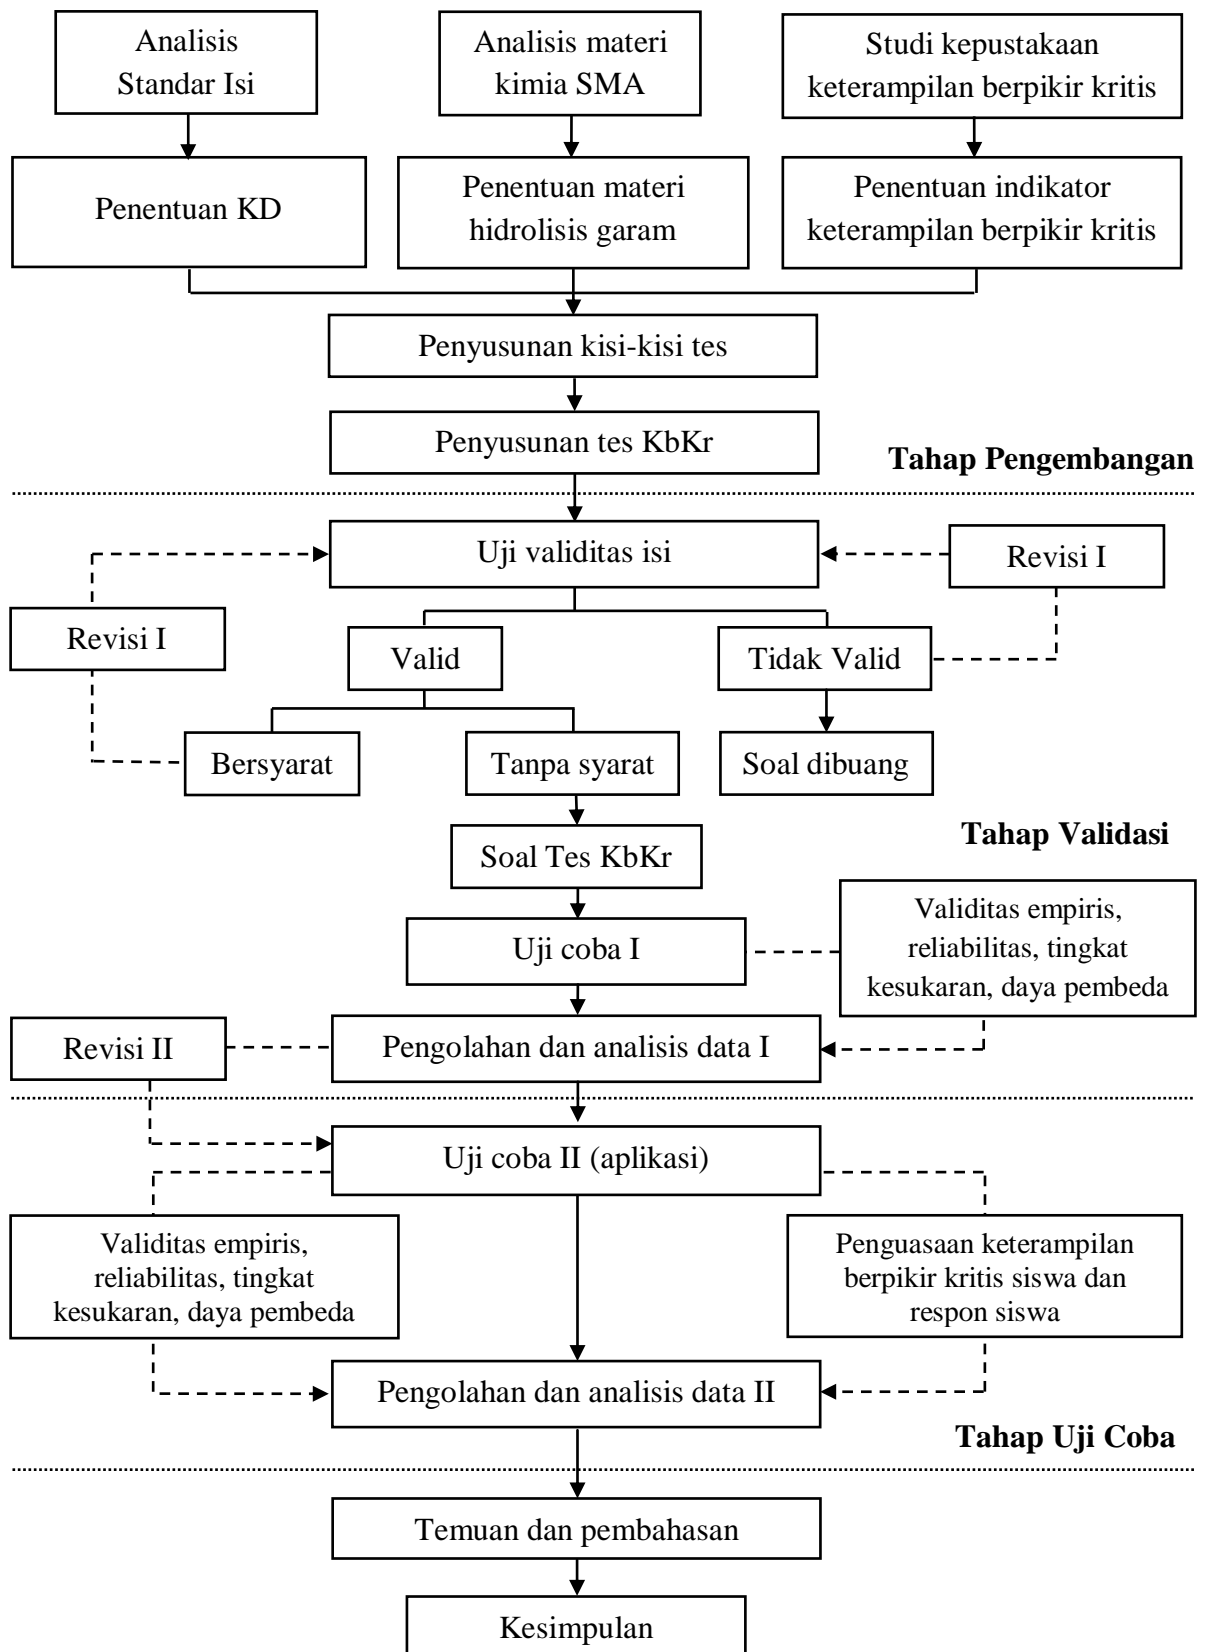 Analisis
Standar Isi
Analisis materi
kimia SMA
Studi kepustakaan
keterampilan berpikir kritis
Penentuan KD
Penentuan materi
hidrolisis garam
Penentuan indikator
keterampilan berpikir kritis
Penyusunan kisi-kisi tes
Penyusunan tes KbKr
Tahap Pengembangan
Uji validitas isi
Revisi I
Revisi I
Valid
Tidak Valid
Bersyarat
Tanpa syarat
Soal dibuang
Tahap Validasi
Soal Tes KbKr
Uji coba I
Validitas empiris,
reliabilitas, tingkat
kesukaran, daya pembeda
Revisi II
Pengolahan dan analisis data I
Uji coba II (aplikasi)
Validitas empiris,
reliabilitas, tingkat
kesukaran, daya pembeda
Penguasaan keterampilan
berpikir kritis siswa dan
respon siswa
Pengolahan dan analisis data II
Tahap Uji Coba
Temuan dan pembahasan
Kesimpulan